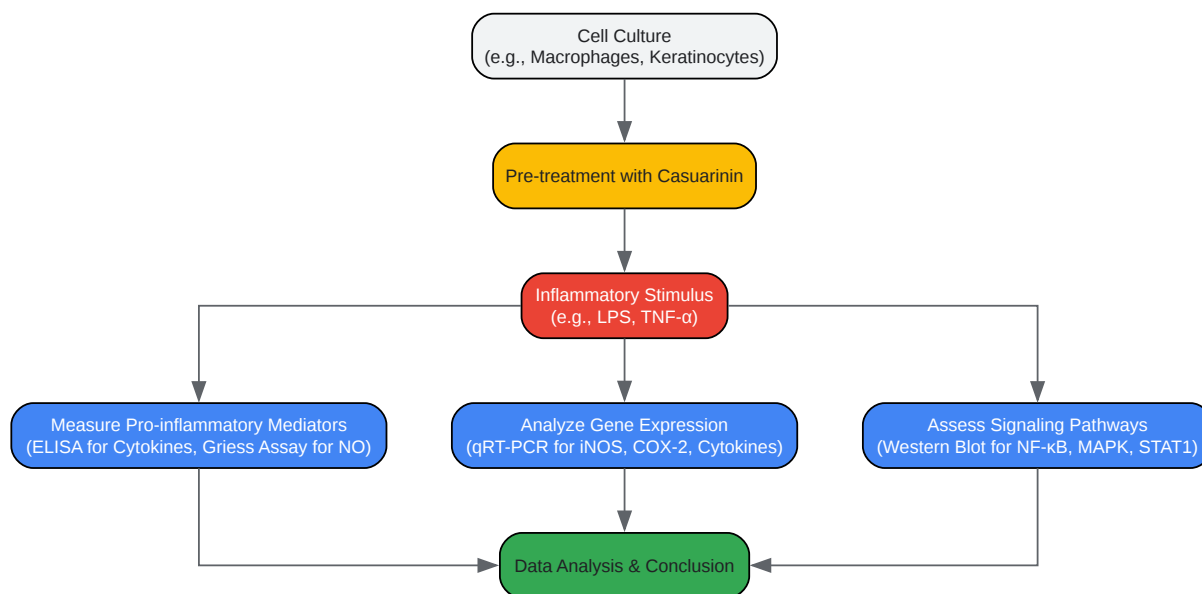 Cell Culture
(e.g., Macrophages, Keratinocytes)
Pre-treatment with Casuarinin
Inflammatory Stimulus
(e.g., LPS, TNF-α)
Measure Pro-inflammatory Mediators
(ELISA for Cytokines, Griess Assay for NO)
Analyze Gene Expression
(qRT-PCR for iNOS, COX-2, Cytokines)
Assess Signaling Pathways
(Western Blot for NF-κB, MAPK, STAT1)
Data Analysis & Conclusion